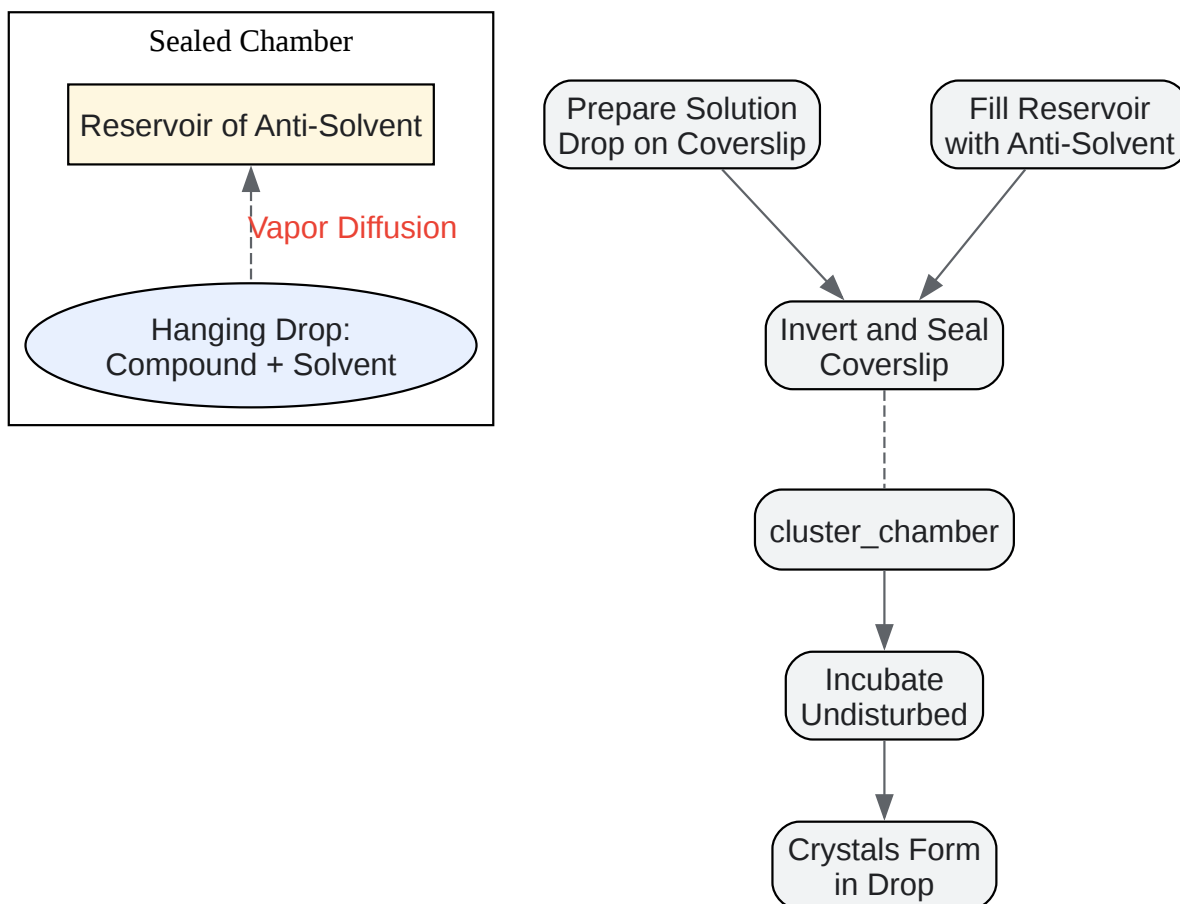 Sealed Chamber
Reservoir of Anti-Solvent
Vapor Diffusion
Hanging Drop:
Compound + Solvent
Prepare Solution
Drop on Coverslip
Fill Reservoir
with Anti-Solvent
Invert and Seal
Coverslip
cluster_chamber
Incubate
Undisturbed
Crystals Form
in Drop